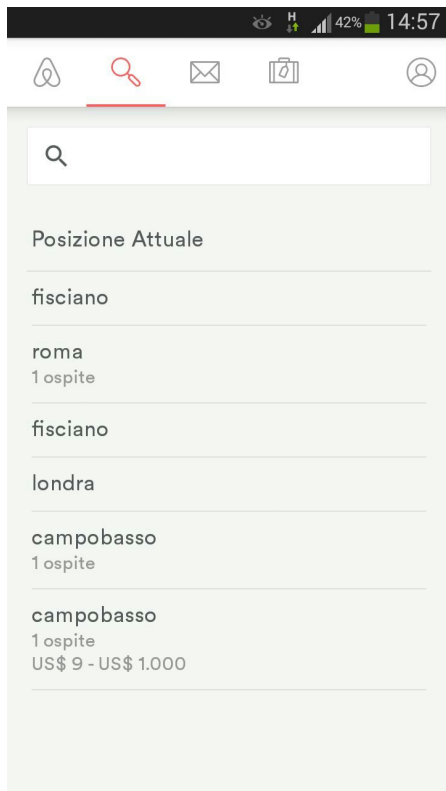 H 42% 14:57
Posizione Attuale
fisciano
roma
1 ospite
fisciano
londra
campobasso
1 ospite
campobasso
1 ospite
US$ 9 - US$ 1.000